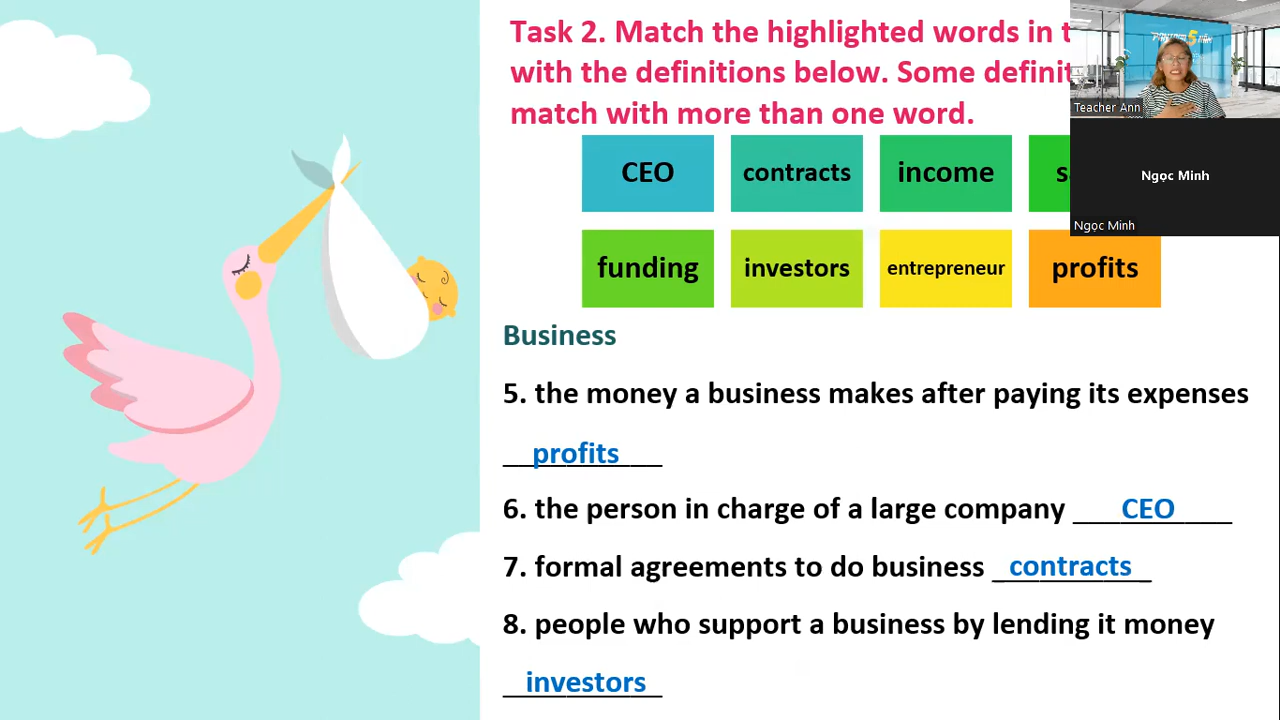 Task 2. Match the highlighted words in
with the definitions below. Some
match with more than one word.
CEO
contracts
income
funding
investors
entrepreneur
profits
Business
5. the money a business makes after paying its expenses
profits
6. the person in charge of a large company CEO
7. formal agreements to do business contracts
8. people who support a business by lending it money
investors
Teacher Ann
Ngọc Minh
Ngọc Minh